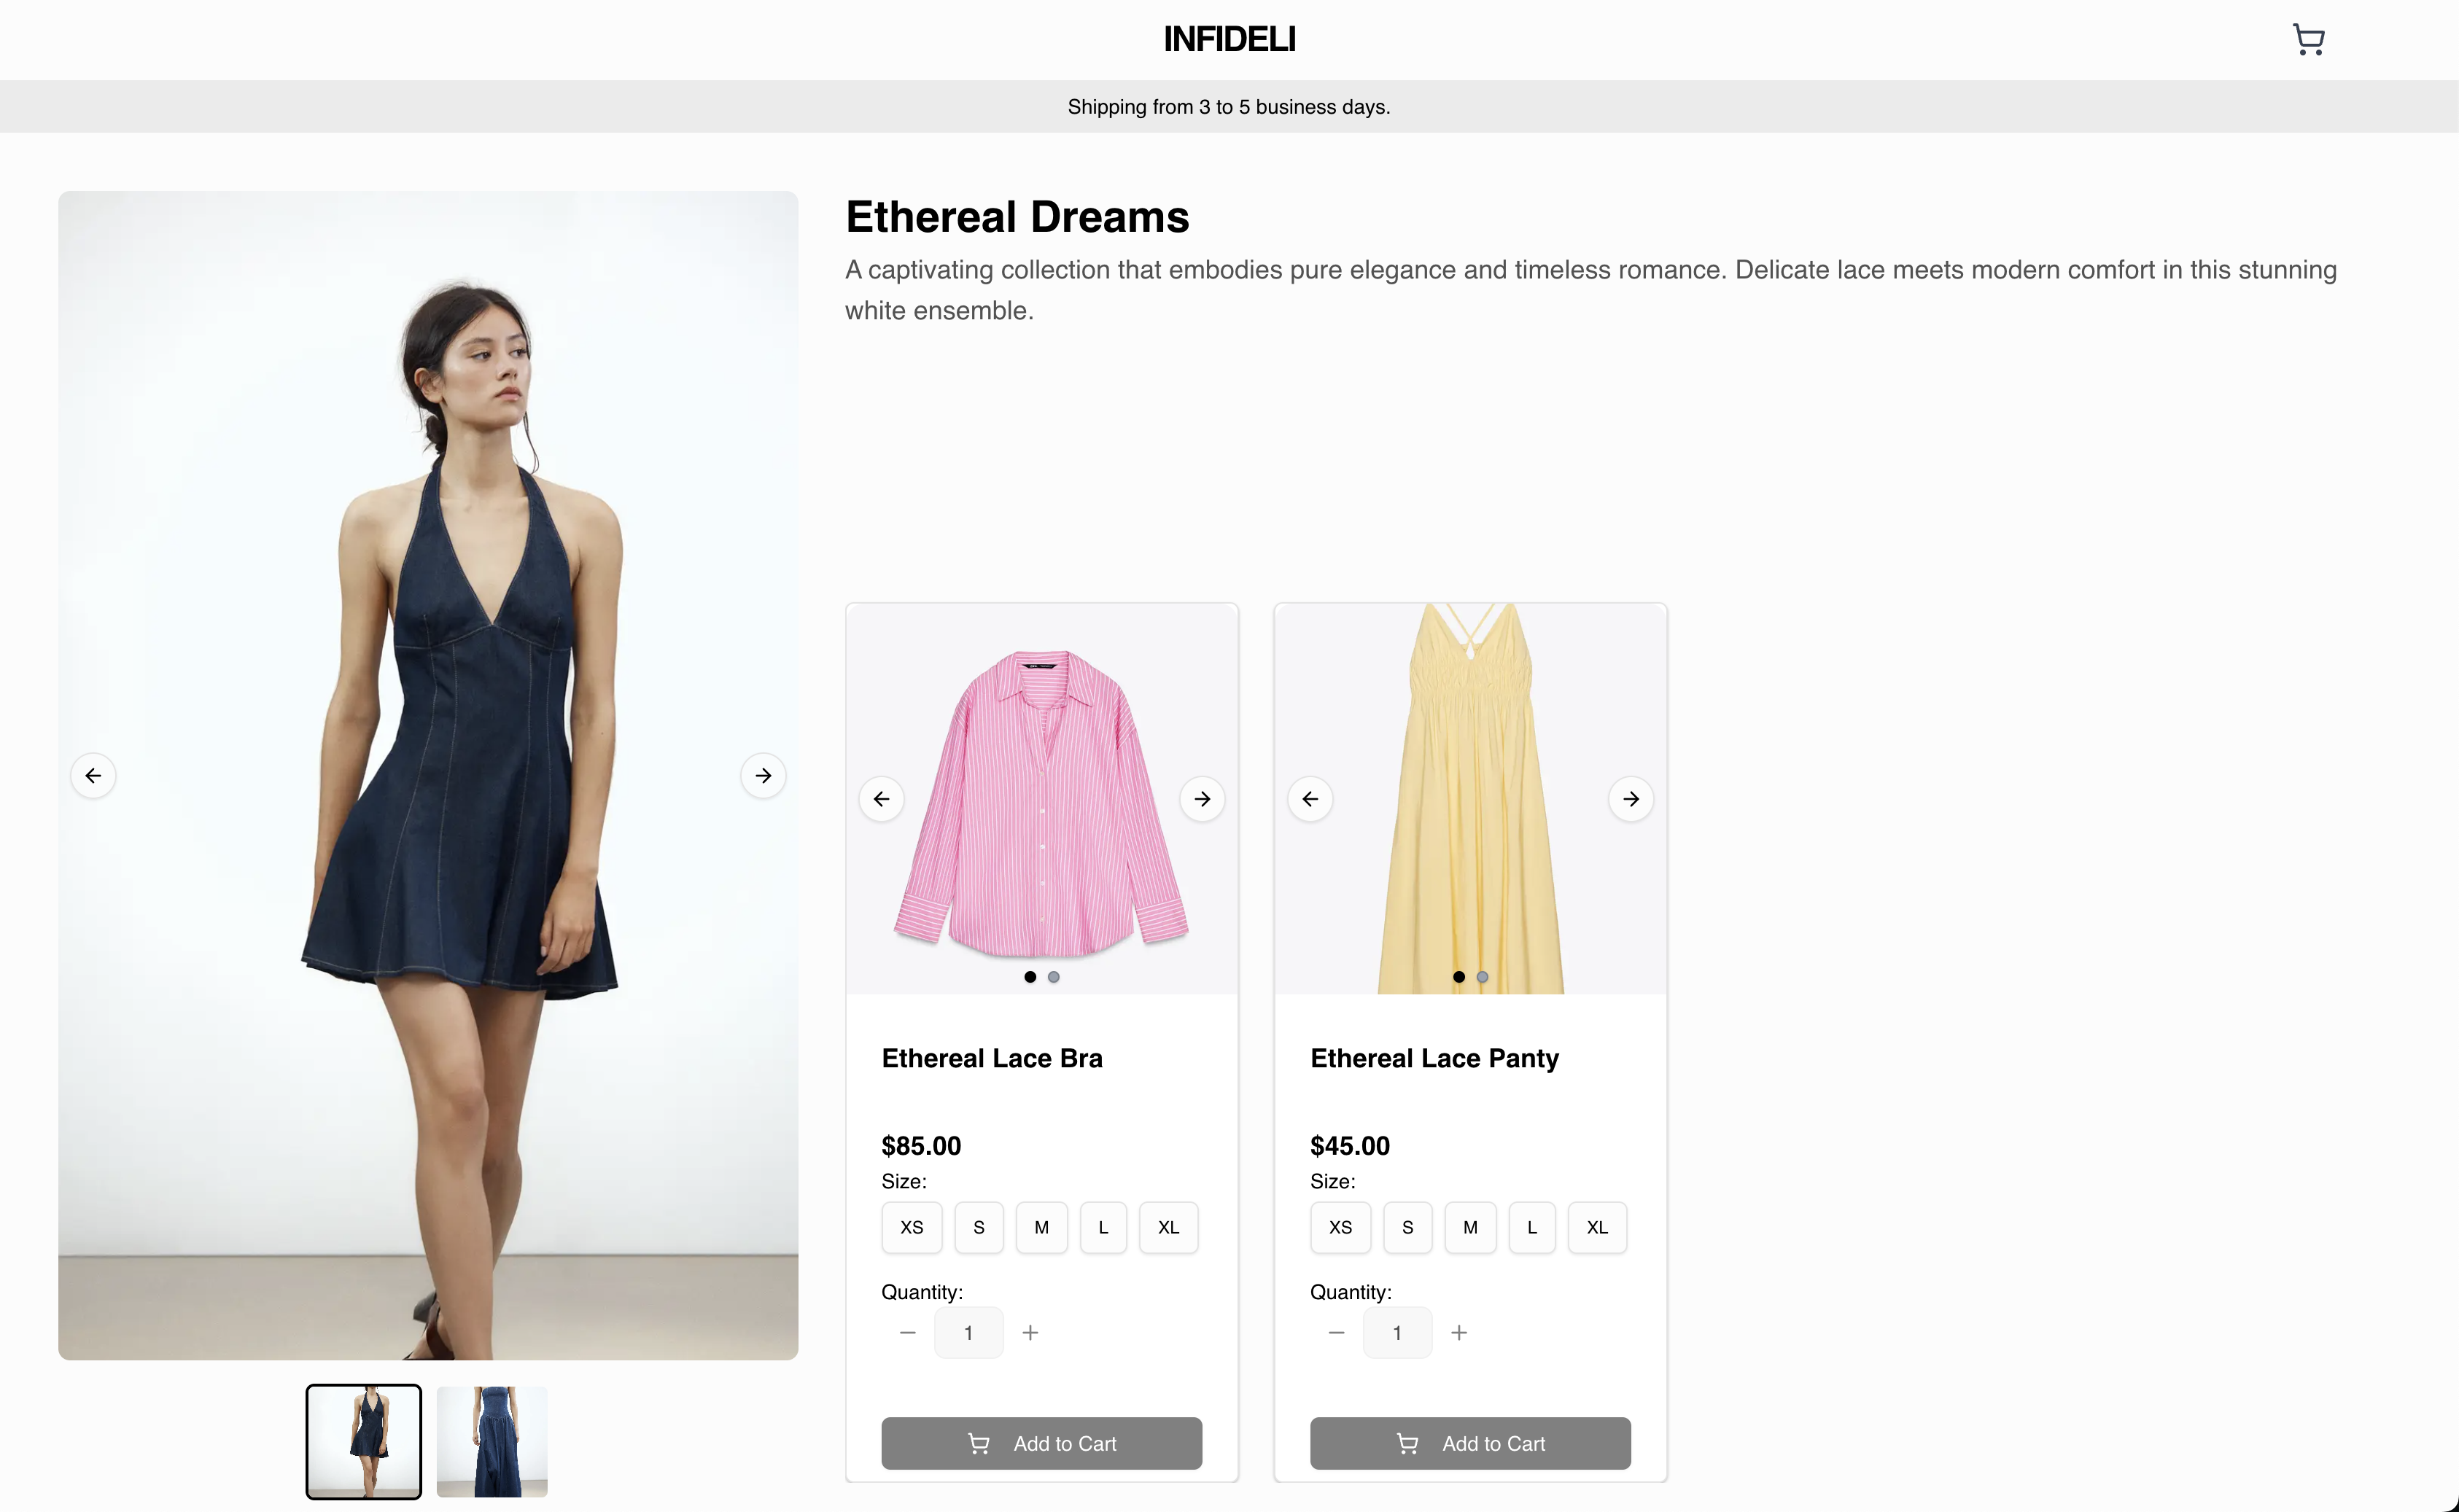 INFIDELI
Shipping from 3 to 5 business days.
Ethereal Dreams
A captivating collection that embodies pure elegance and timeless romance. Delicate lace meets modern comfort in this stunning
white ensemble.
Ethereal Lace Bra
$85.00
Size:
XS S M L XL
Quantity:
1
Add to Cart
Ethereal Lace Panty
$45.00
Size:
XS S M L XL
Quantity:
1
Add to Cart